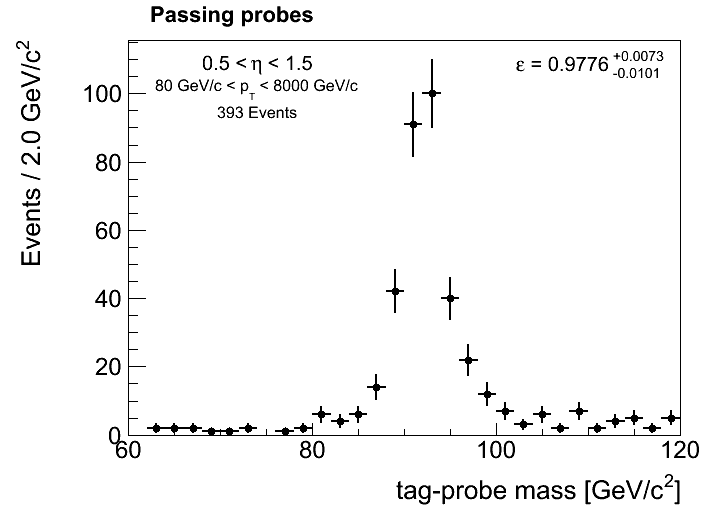 Passing probes
0.5 < η < 1.5
80 GeV/c < p_T < 8000 GeV/c
393 Events
ε = 0.9776 +0.0073 -0.0101
Events / 2.0 GeV/c²
100
80
60
40
20
0
60 80 100 120
tag-probe mass [GeV/c²]